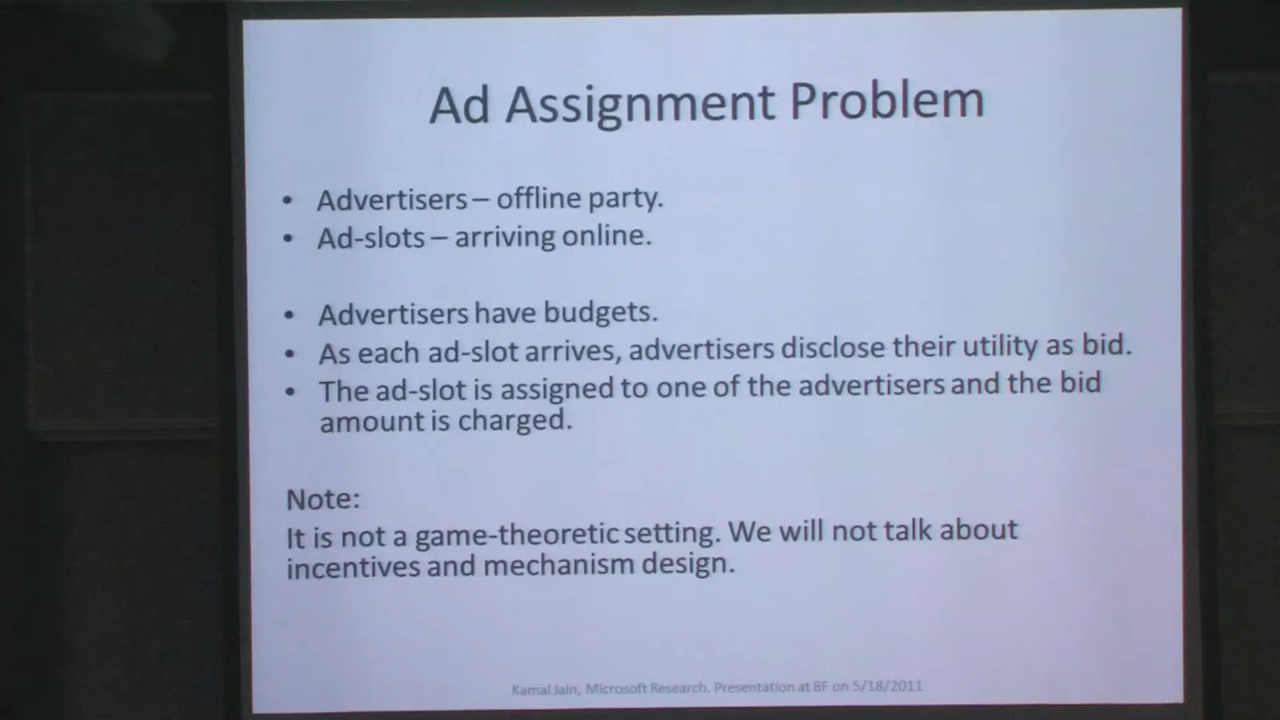 Ad Assignment Problem
• Advertisers – offline party.
• Ad-slots – arriving online.
• Advertisers have budgets.
• As each ad-slot arrives, advertisers disclose their utility as bid.
• The ad-slot is assigned to one of the advertisers and the bid
amount is charged.
Note:
It is not a game-theoretic setting. We will not talk about
incentives and mechanism design.
Kamal Jain, Microsoft Research. Presentation at BF on 5/18/2011